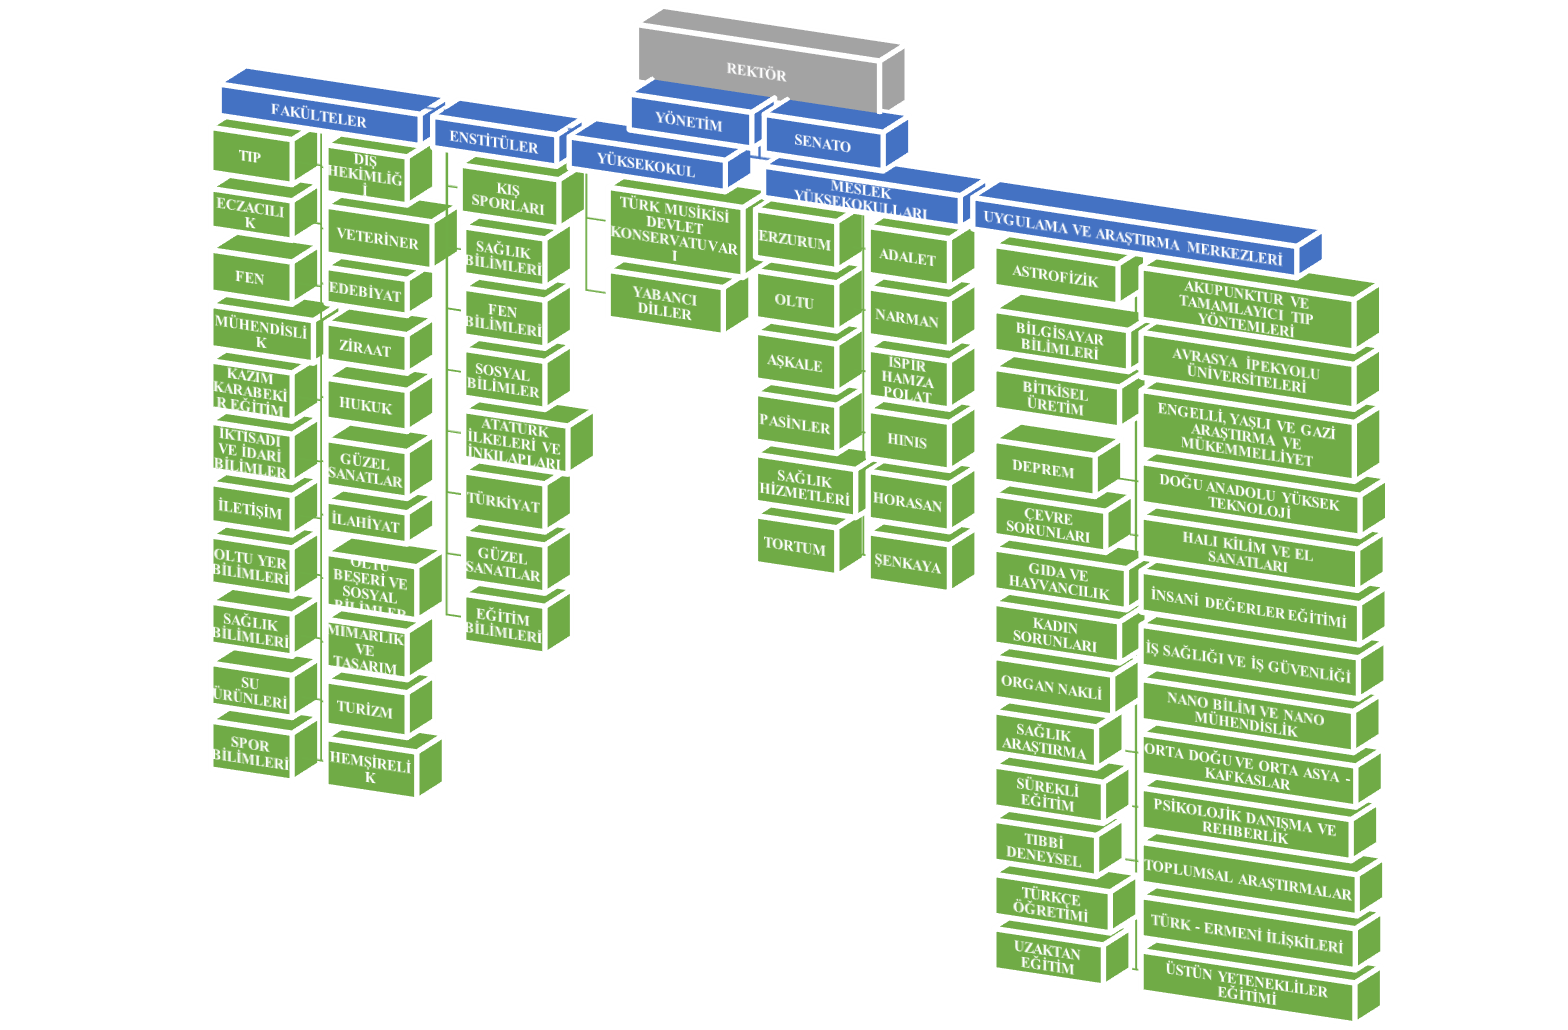 REKTÖR
YÖNETİM
SENATO
FAKÜLTELER
TIP
DİŞ
HEKİMLİĞ
İ
ECZACILI
K
VETERİNER
FEN
EDEBİYAT
MÜHENDİSLİ
K
ZİRAAT
KAZIM
KARABEKİ
R EĞİTİM
HUKUK
İKTİSADİ
VE İDARİ
BİLİMLER
GÜZEL
SANATLAR
İLETİŞİM
İLAHİYAT
OLTU YER
BİLİMLERİ
OLTU
BEŞERİ VE
SOSYAL
BİLİMLER
SAĞLIK
BİLİMLERİ
MİMARLIK
VE
TASARIM
SU
ÜRÜNLERİ
TURİZM
SPOR
BİLİMLERİ
HEMŞİRELİ
K
ENSTİTÜLER
KIŞ
SPORLARI
SAĞLIK
BİLİMLERİ
FEN
BİLİMLERİ
SOSYAL
BİLİMLER
ATATÜRK
İLKELERİ VE
İNKILAPLARI
TÜRKİYAT
GÜZEL
SANATLAR
EĞİTİM
BİLİMLERİ
YÜKSEKOKUL
TÜRK MUSIKİSİ
DEVLET
KONSERVATUVAR
I
YABANCI
DİLLER
MESLEK
YÜKSEKOKULLARI
ERZURUM
ADALET
OLTU
NARMAN
AŞKALE
İSPİR
HAMZA
POLAT
PASİNLER
HINIS
SAĞLIK
HİZMETLERİ
HORASAN
TORTUM
ŞENKAYA
UYGULAMA VE ARAŞTIRMA MERKEZLERİ
ASTROFİZİK
AKUPUNKTUR VE
TAMAMLAYICI TIP
YÖNTEMLERİ
BİLGİSAYAR
BİLİMLERİ
AVRASYA İPEKYOLU
ÜNİVERSİTELERİ
BİTKİSEL
ÜRETİM
ENGELLİ, YAŞLI VE GAZİ
ARAŞTIRMA VE
MÜKEMMELLİYET
DEPREM
DOĞU ANADOLU YÜKSEK
TEKNOLOJİ
ÇEVRE
SORUNLARI
HALI KİLİM VE EL
SANATLARI
GIDA VE
HAYVANCILIK
İNSANİ DEĞERLER EĞİTİMİ
KADIN
SORUNLARI
İŞ SAĞLIĞI VE İŞ GÜVENLİĞİ
ORGAN NAKLİ
NANO BİLİM VE NANO
MÜHENDİSLİK
SAĞLIK
ARAŞTIRMA
ORTA DOĞU VE ORTA ASYA -
KAFKASLAR
SÜREKLİ
EĞİTİM
PSİKOLOJİK DANIŞMA VE
REHBERLİK
TIBBİ
DENEYSEL
TOPLUMSAL ARAŞTIRMALAR
TÜRKÇE
ÖĞRETİMİ
TÜRK - ERMENİ İLİŞKİLERİ
UZAKTAN
EĞİTİM
ÜSTÜN YETENEKLİLER
EĞİTİMİ